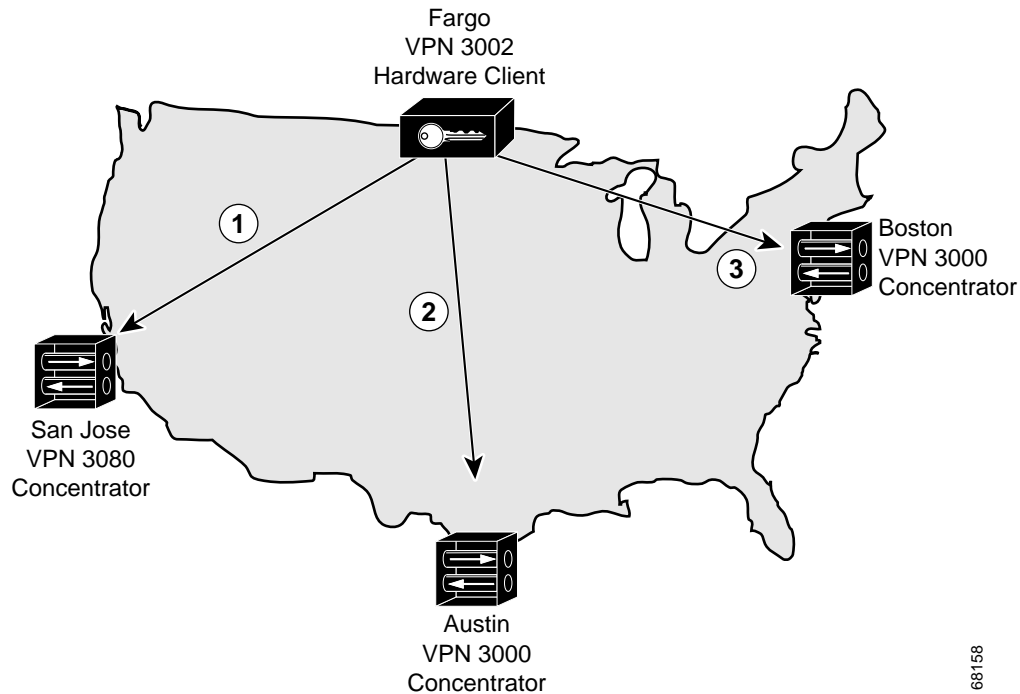 Fargo
VPN 3002
Hardware Client
1
2
3
Boston
VPN 3000
Concentrator
San Jose
VPN 3080
Concentrator
Austin
VPN 3000
Concentrator
68158